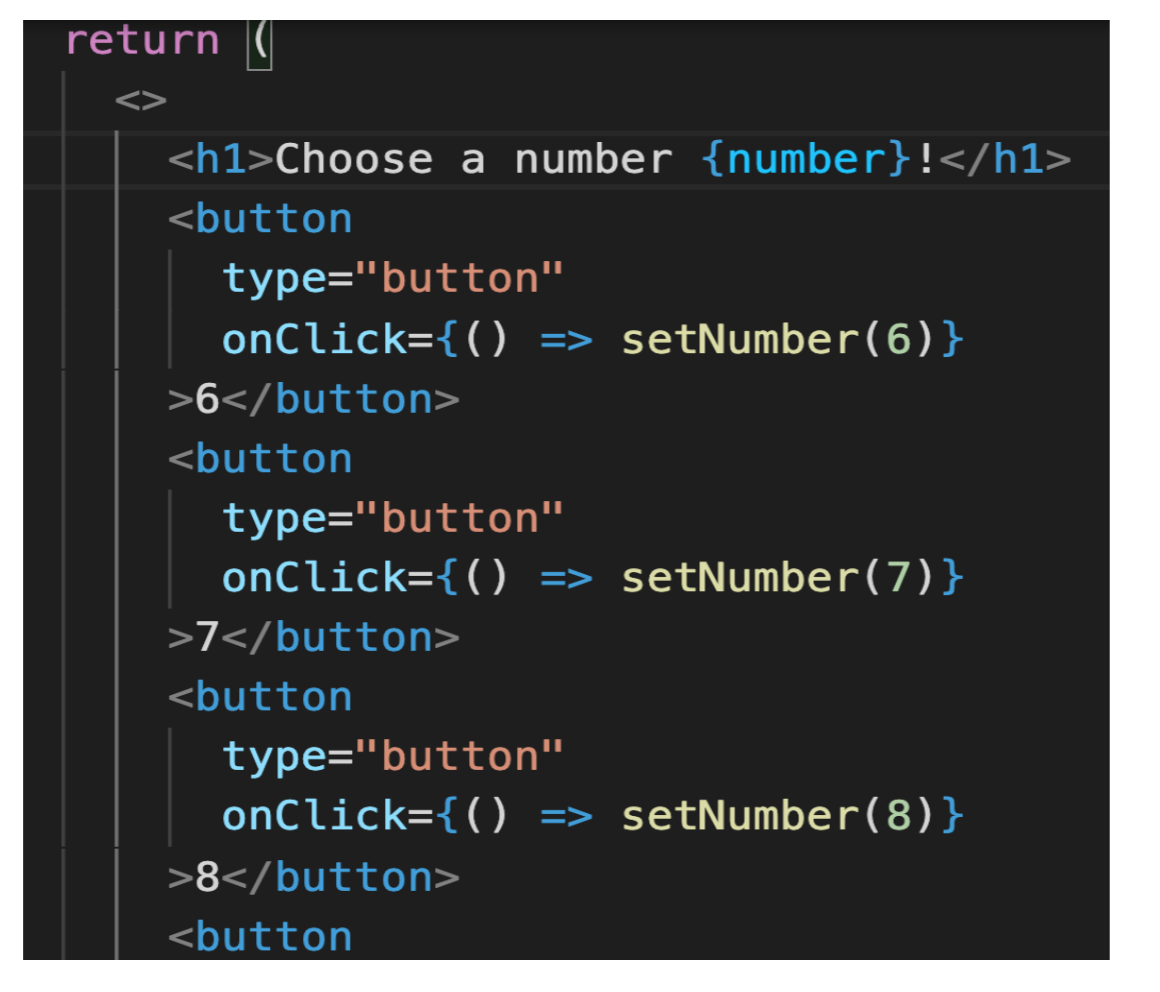 return (
<>
<h1>Choose a number {number}!</h1>
<button
type="button"
onClick={() => setNumber(6)}
>6</button>
<button
type="button"
onClick={() => setNumber(7)}
>7</button>
<button
type="button"
onClick={() => setNumber(8)}
>8</button>
<button